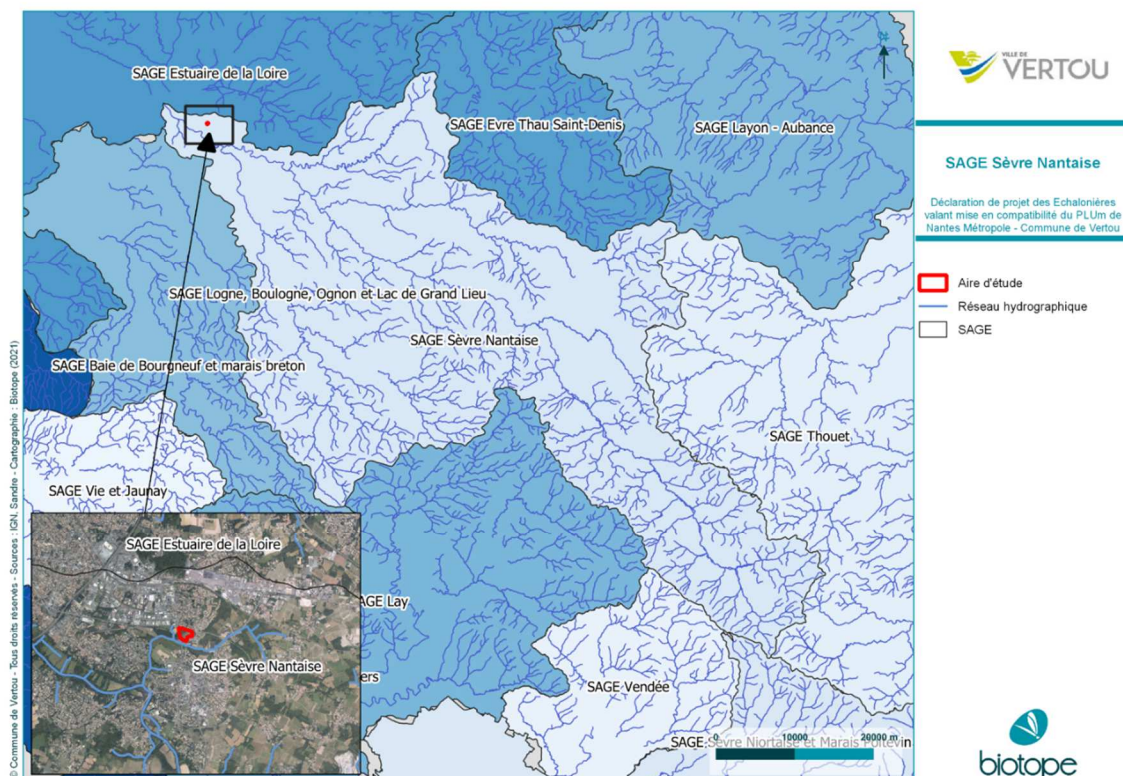 SAGE Estuaire de la Loire
SAGE Evre Thau Saint-Denis
SAGE Layon - Aubance
SAGE Logne, Boulogne, Ognon et Lac de Grand Lieu
SAGE Sèvre Nantaise
SAGE Baie de Bourgneuf et marais breton
SAGE Thouet
SAGE Vie et Jaunay
SAGE Estuaire de la Loire
AGE Lay
SAGE Sèvre Nantaise
ers
SAGE Vendée
SAGE Sèvre Niortaise et Marais Poitevin
0 10000 20000 m
© Commune de Vertou - Tous droits réservés - Sources : IGN, Sandre - Cartographie : Biotope (2021)
VILLE DE
VERTOU
SAGE Sèvre Nantaise
Déclaration de projet des Echalonières
valant mise en compatibilité du PLUm de
Nantes Métropole - Commune de Vertou
Aire d'étude
Réseau hydrographique
SAGE
biotope